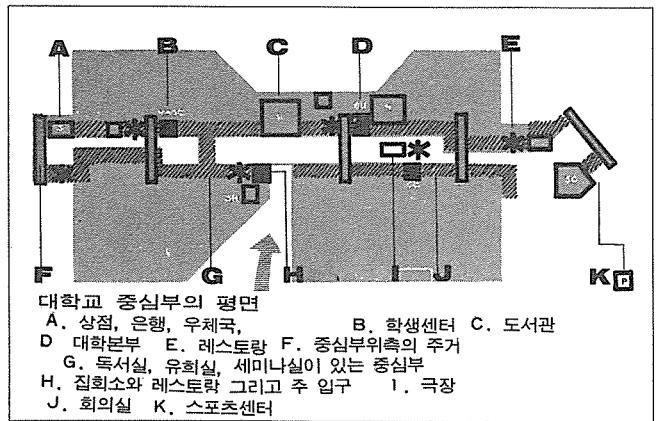 A B C D E
F G H I J K P
대학교 중심부의 평면
A. 상점, 은행, 우체국, B. 학생센터 C. 도서관
D 대학본부 E. 레스토랑 F. 중심부위측의 주거
G. 독서실, 유희실, 세미나실이 있는 중심부
H. 집회소와 레스토랑 그리고 주 입구 I. 극장
J. 회의실 K. 스포츠센터